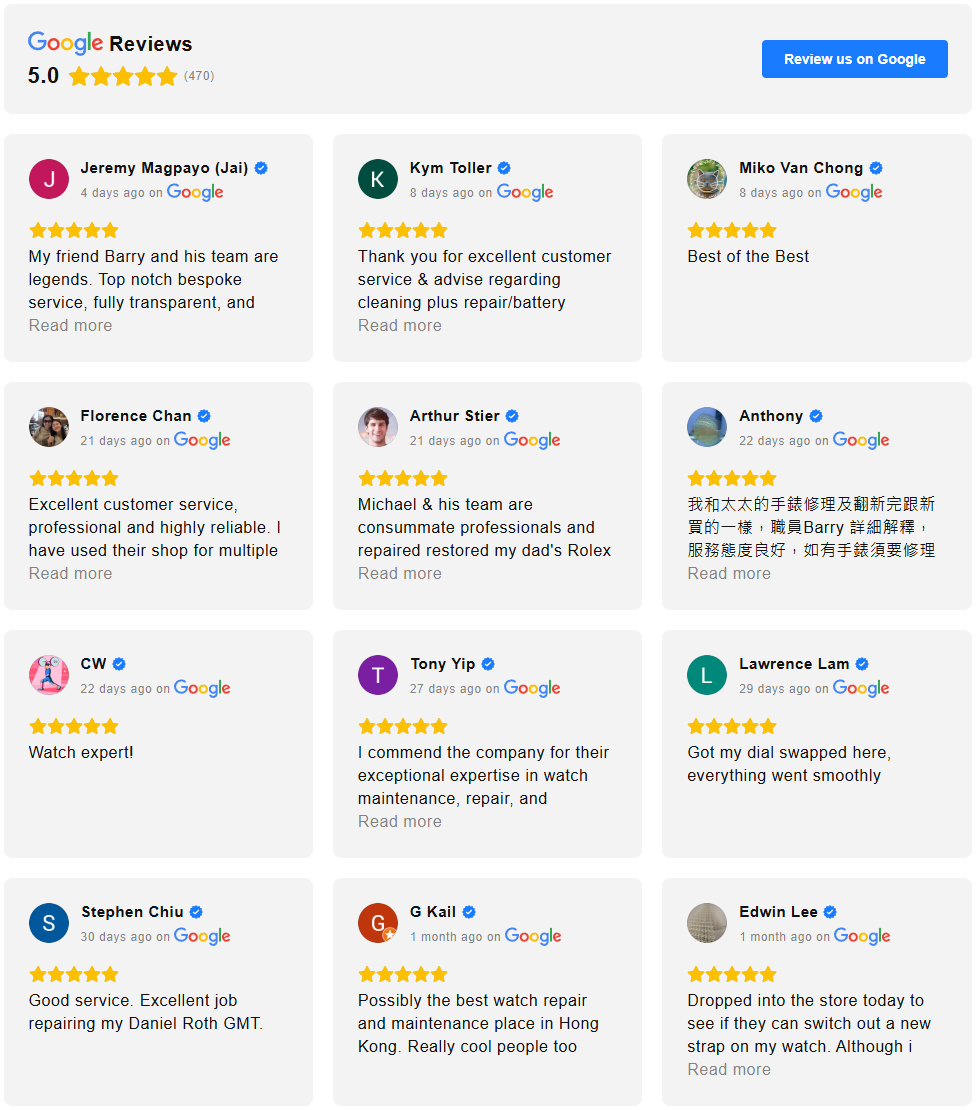 Google Reviews
5.0 (470)
Review us on Google
J
Jeremy Magpayo (Jai)
4 days ago on Google
My friend Barry and his team are
legends. Top notch bespoke
service, fully transparent, and
Read more
K
Kym Toller
8 days ago on Google
Thank you for excellent customer
service & advise regarding
cleaning plus repair/battery
Read more
Miko Van Chong
8 days ago on Google
Best of the Best
Florence Chan
21 days ago on Google
Excellent customer service,
professional and highly reliable. I
have used their shop for multiple
Read more
Arthur Stier
21 days ago on Google
Michael & his team are
consummate professionals and
repaired restored my dad's Rolex
Read more
Anthony
22 days ago on Google
我和太太的手錶修理及翻新完跟新
買的一樣，職員Barry 詳細解釋，
服務態度良好，如有手錶須要修理
Read more
CW
22 days ago on Google
Watch expert!
T
Tony Yip
27 days ago on Google
I commend the company for their
exceptional expertise in watch
maintenance, repair, and
Read more
L
Lawrence Lam
29 days ago on Google
Got my dial swapped here,
everything went smoothly
S
Stephen Chiu
30 days ago on Google
Good service. Excellent job
repairing my Daniel Roth GMT.
G
G Kail
1 month ago on Google
Possibly the best watch repair
and maintenance place in Hong
Kong. Really cool people too
Edwin Lee
1 month ago on Google
Dropped into the store today to
see if they can switch out a new
strap on my watch. Although i
Read more